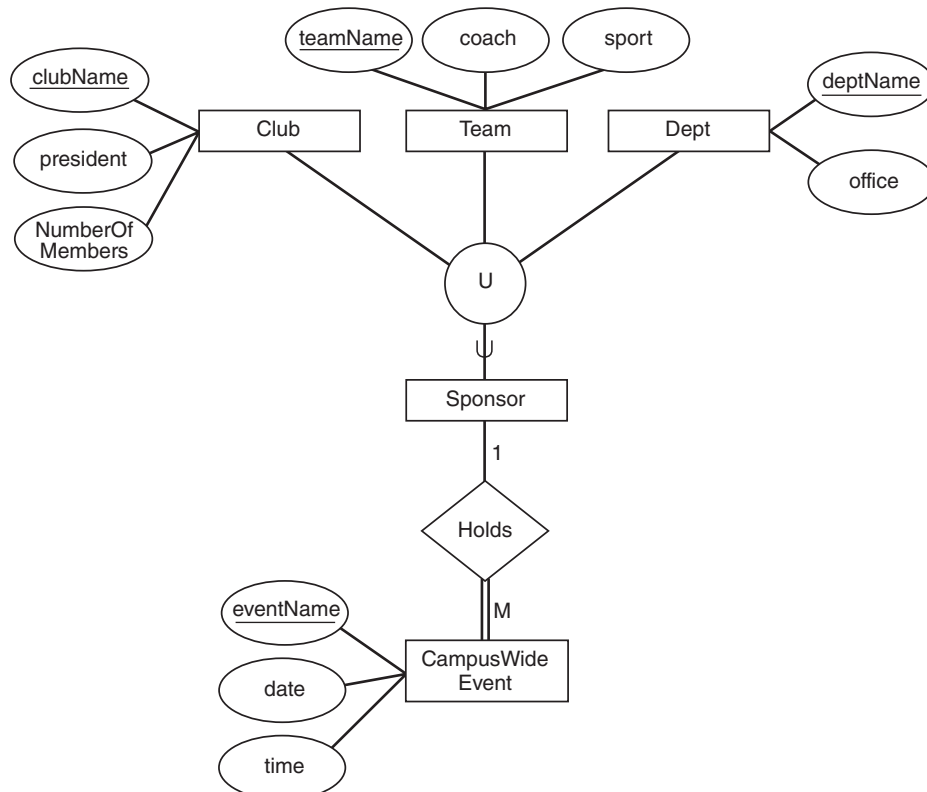 teamName
coach
sport
clubName
deptName
Club
Team
Dept
president
office
NumberOf
Members
U
U
Sponsor
1
Holds
M
eventName
CampusWide
Event
date
time